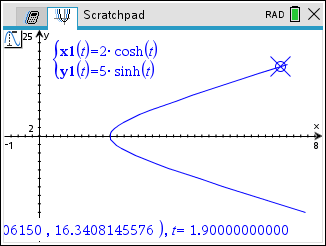 Scratchpad RAD
25 y
x1(t)=2· cosh(t)
y1(t)=5· sinh(t)
2 x
-1 8
06150 , 16.3408145576 ), t= 1.90000000000